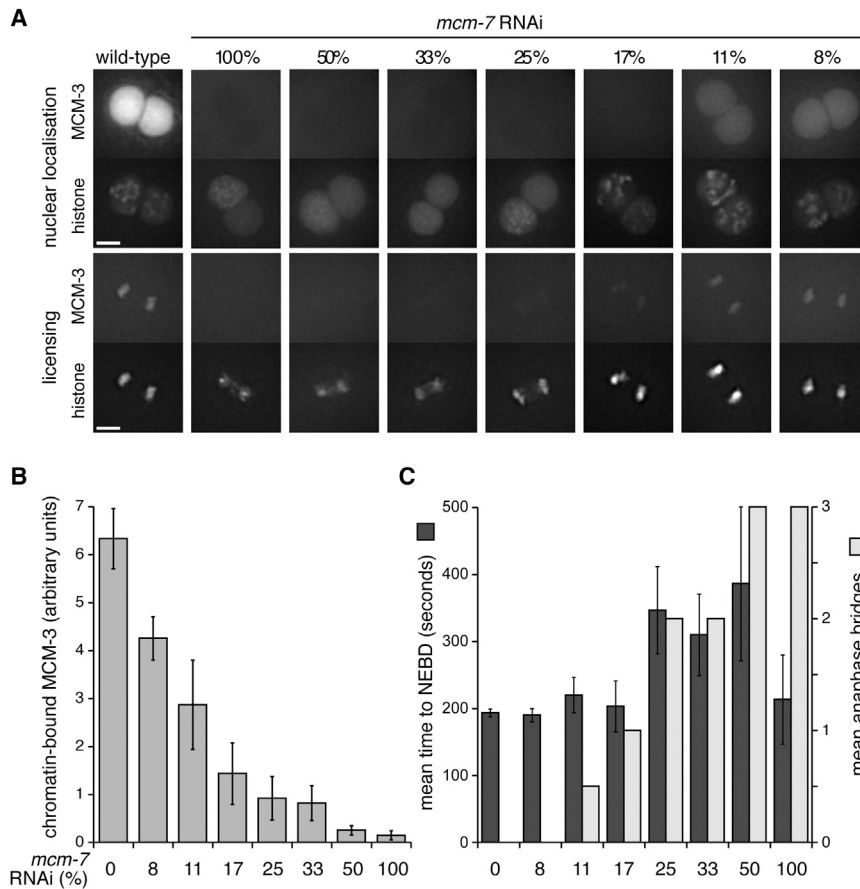 A
mcm-7 RNAi
wild-type 100% 50% 33% 25% 17% 11% 8%
nuclear localisation
MCM-3
histone
licensing
MCM-3
histone
B
chromatin-bound MCM-3 (arbitrary units)
7
6
5
4
3
2
1
0
mcm-7
RNAi (%)
0 8 11 17 25 33 50 100
C
mean time to NEBD (seconds)
500
400
300
200
100
0
3
2
1
0
mean anaphase bridges
0 8 11 17 25 33 50 100